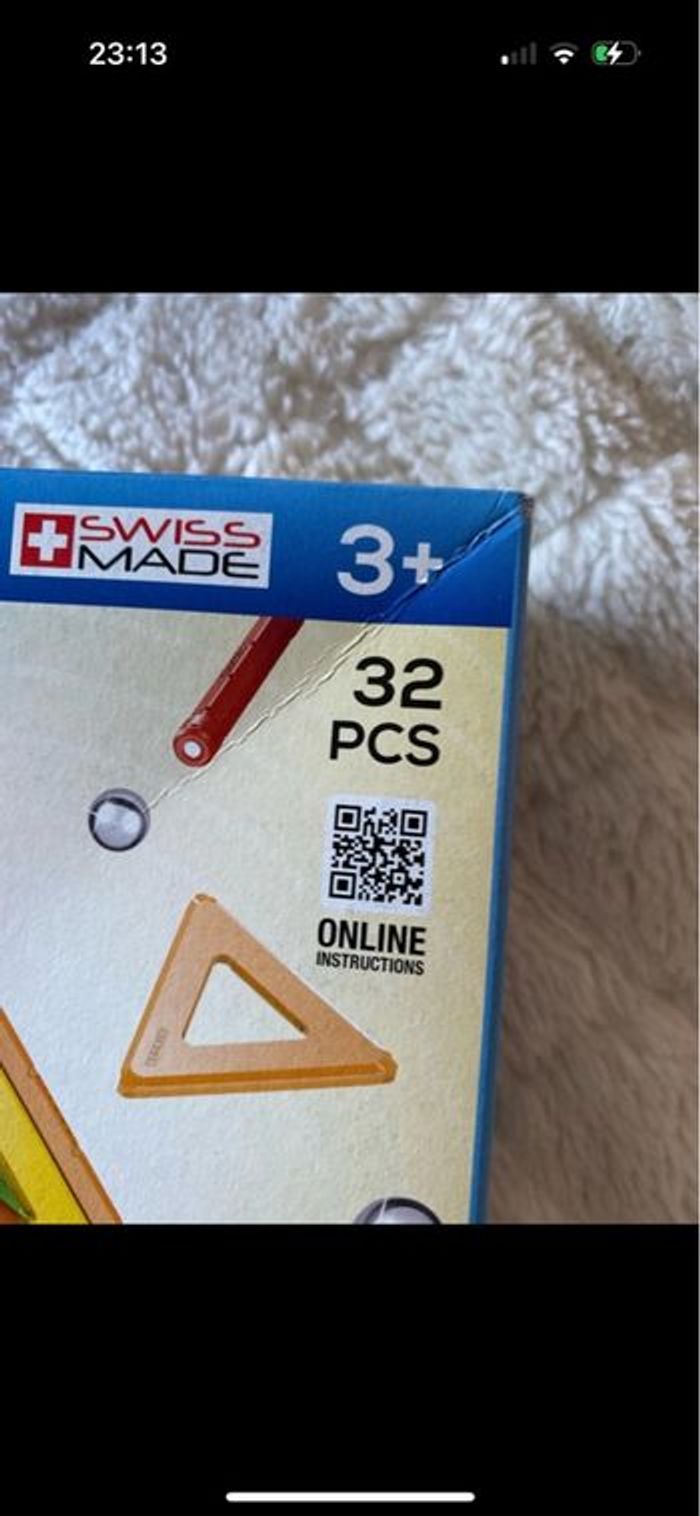 23:13
SWISS
MADE
3+
32
PCS
ONLINE
INSTRUCTIONS